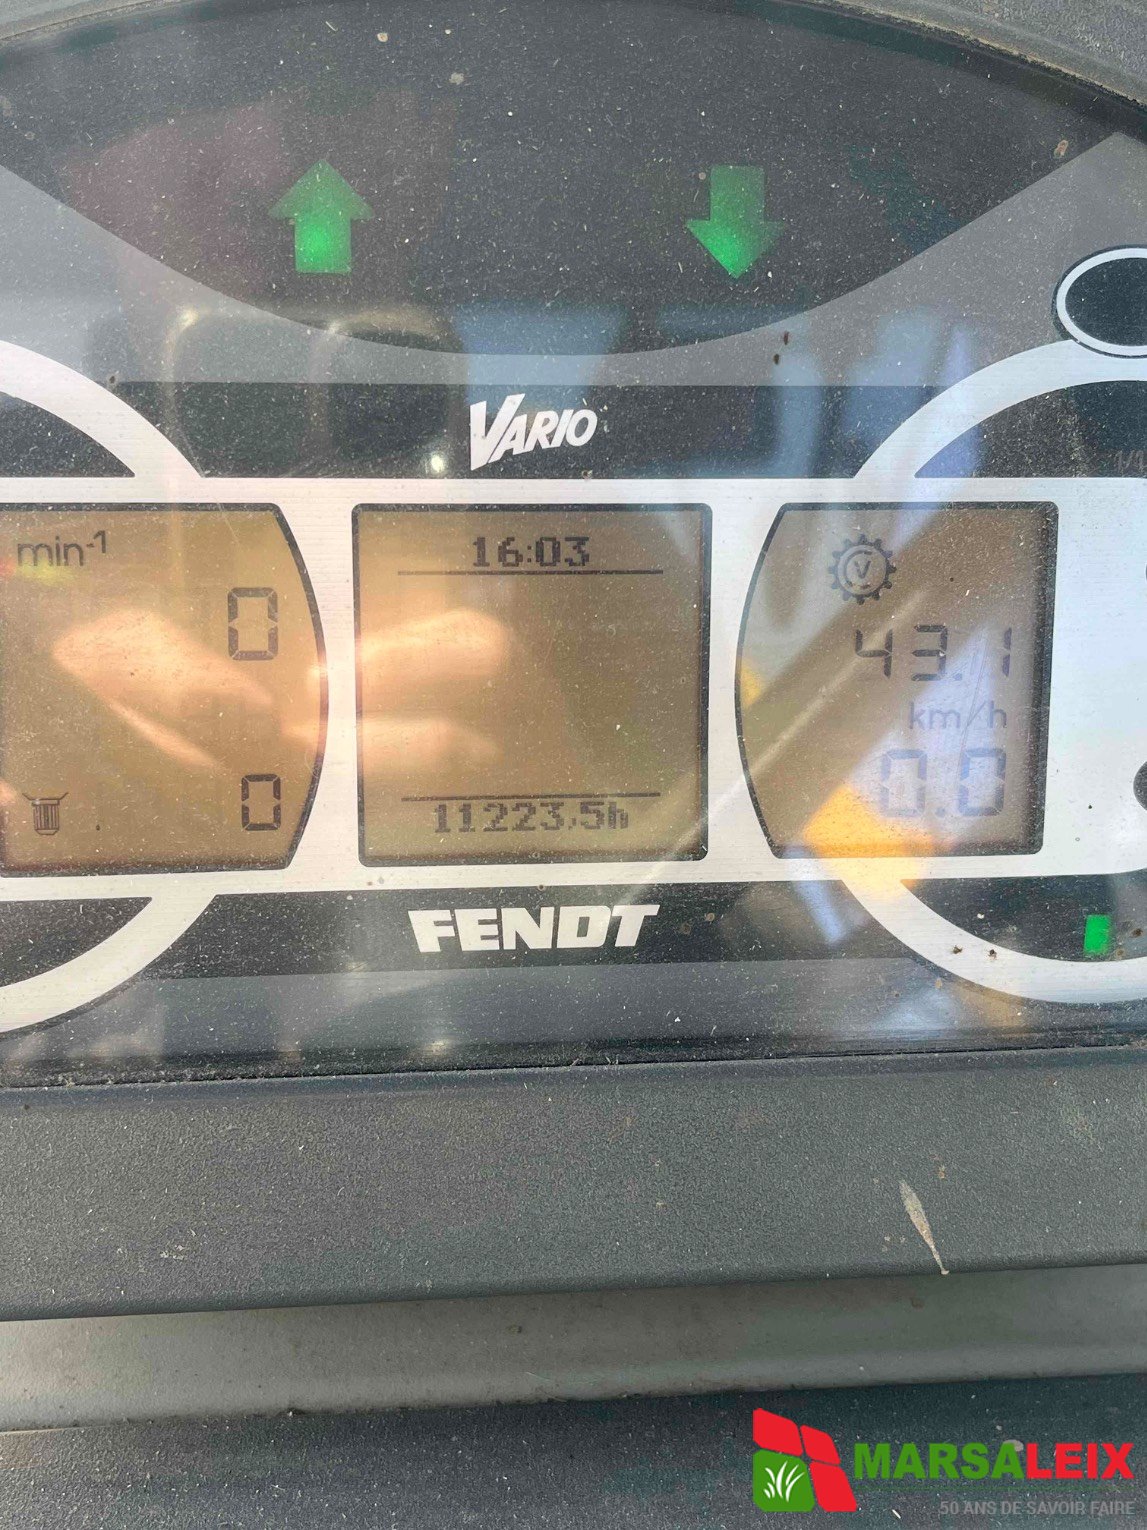 VARIO
min-1
0
0
16:03
11223,5h
V
43.1
km/h
0.0
FENDT
MARSALEIX
50 ANS DE SAVOIR FAIRE